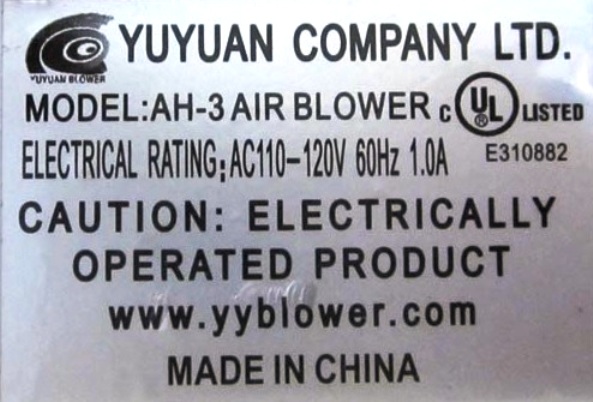 YUYUAN COMPANY LTD.
YUYUAN BLOWER
MODEL:AH-3 AIR BLOWER c UL ® LISTED
ELECTRICAL RATING:AC110-120V 60Hz 1.0A E310882
CAUTION: ELECTRICALLY
OPERATED PRODUCT
www.yyblower.com
MADE IN CHINA